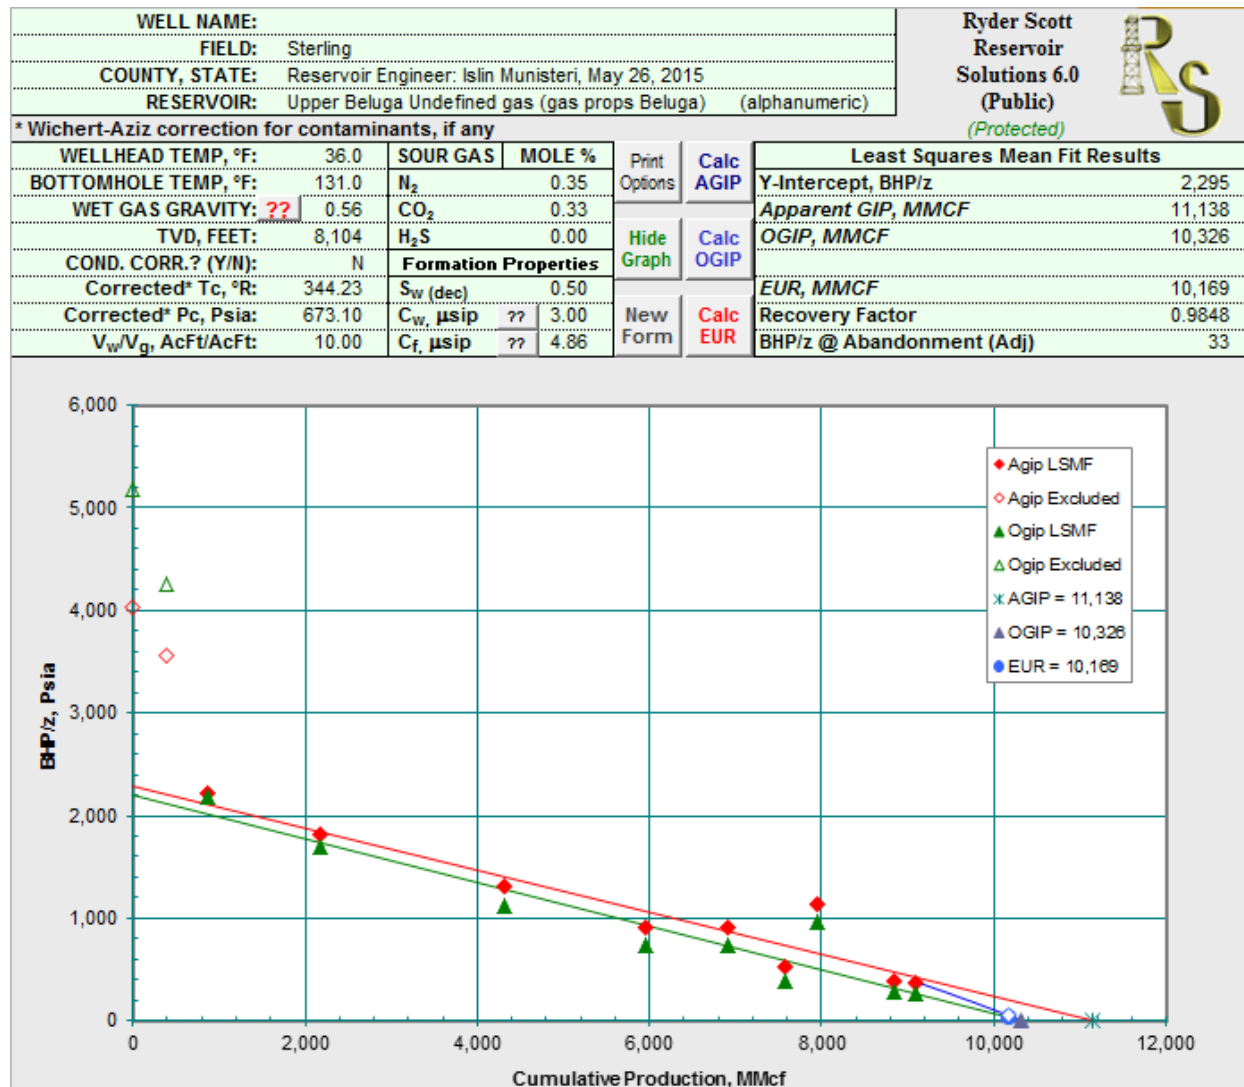 WELL NAME:
FIELD: Sterling
COUNTY, STATE: Reservoir Engineer: Islin Munisteri, May 26, 2015
RESERVOIR: Upper Beluga Undefined gas (gas props Beluga) (alphanumeric)
Ryder Scott
Reservoir
Solutions 6.0
(Public)
(Protected)
RS
* Wichert-Aziz correction for contaminants, if any
WELLHEAD TEMP, ºF: 36.0 SOUR GAS MOLE % Print Options Calc AGIP Least Squares Mean Fit Results
BOTTOMHOLE TEMP, ºF: 131.0 N2 0.35 Y-Intercept, BHP/z 2,295
WET GAS GRAVITY: ?? 0.56 CO2 0.33 Apparent GIP, MMCF 11,138
TVD, FEET: 8,104 H2S 0.00 Hide Graph Calc OGIP OGIP, MMCF 10,326
COND. CORR.? (Y/N): N Formation Properties
Corrected* Tc, ºR: 344.23 Sw (dec) 0.50 EUR, MMCF 10,169
Corrected* Pc, Psia: 673.10 Cw, µsip ?? 3.00 New Form Calc EUR Recovery Factor 0.9848
Vw/Vg, AcFt/AcFt: 10.00 Cf, µsip ?? 4.86 BHP/z @ Abandonment (Adj) 33
6,000
5,000
4,000
3,000
2,000
1,000
0
BHP/z, Psia
Agip LSMF
Agip Excluded
Ogip LSMF
Ogip Excluded
AGIP = 11,138
OGIP = 10,326
EUR = 10,169
0 2,000 4,000 6,000 8,000 10,000 12,000
Cumulative Production, MMcf